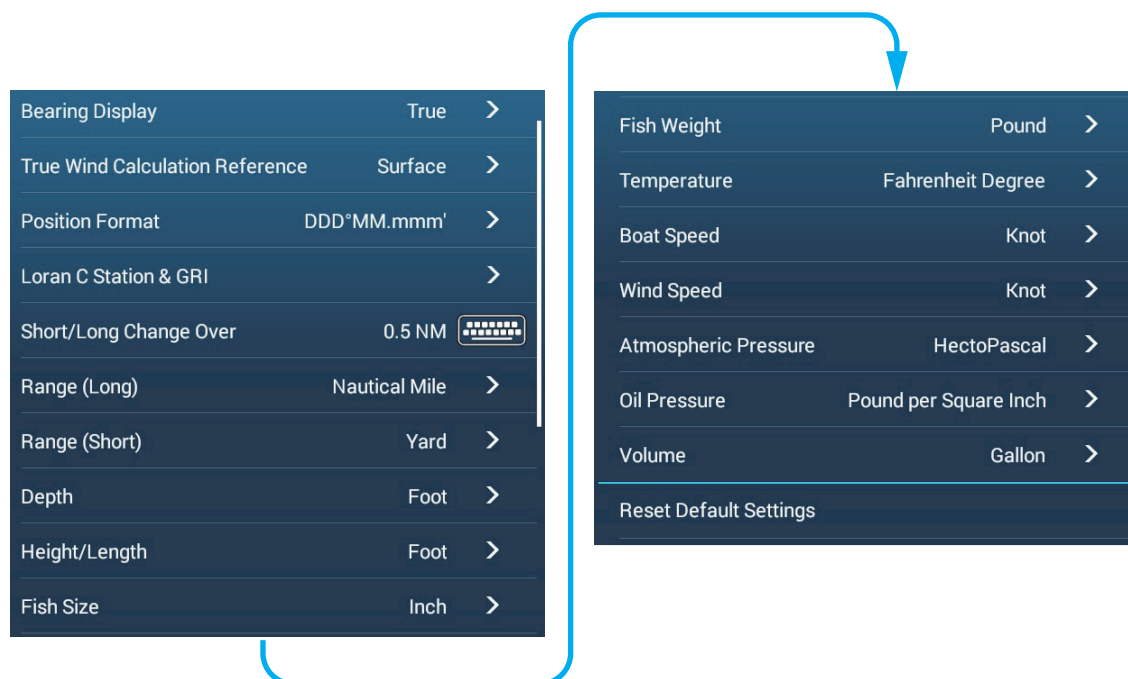 Bearing Display True
True Wind Calculation Reference Surface
Position Format DDD°MM.mmm'
Loran C Station & GRI
Short/Long Change Over 0.5 NM
Range (Long) Nautical Mile
Range (Short) Yard
Depth Foot
Height/Length Foot
Fish Size Inch
Fish Weight Pound
Temperature Fahrenheit Degree
Boat Speed Knot
Wind Speed Knot
Atmospheric Pressure HectoPascal
Oil Pressure Pound per Square Inch
Volume Gallon
Reset Default Settings